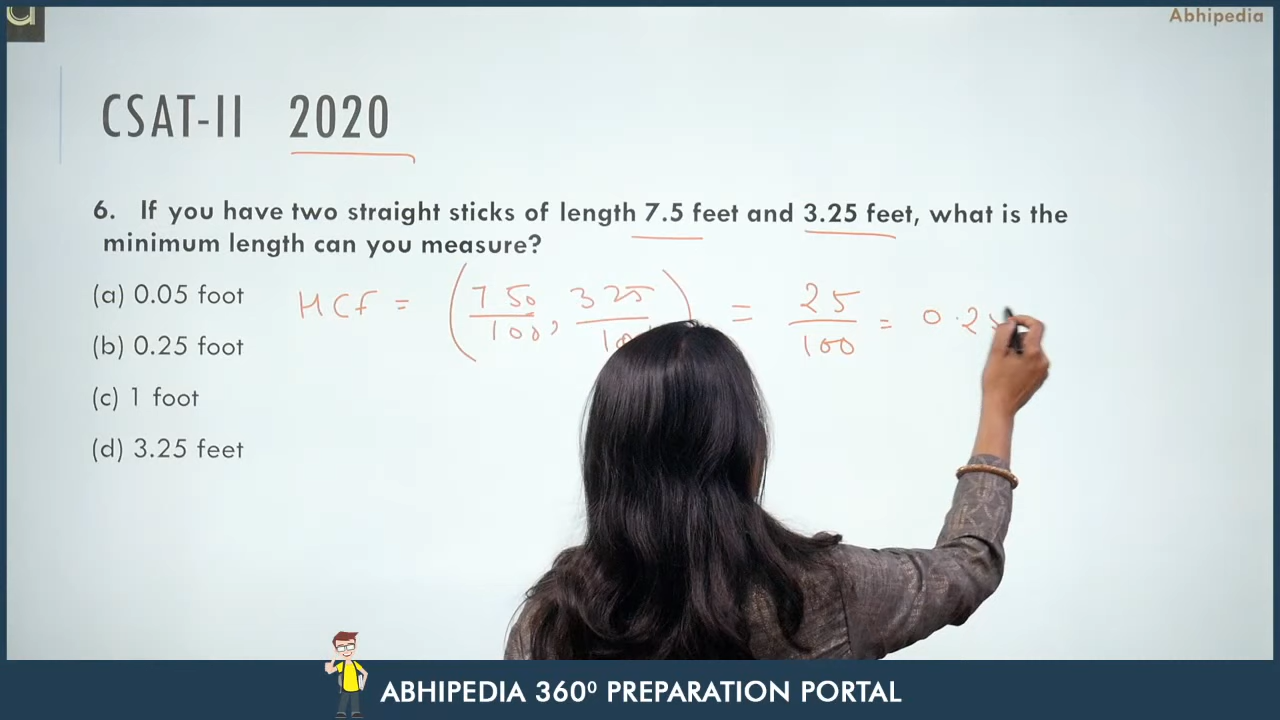 Abhipedia
CSAT-II 2020
6. If you have two straight sticks of length 7.5 feet and 3.25 feet, what is the
minimum length can you measure?
(a) 0.05 foot
HCF = (750/100, 325/10) = 25/100 = 0.2
(b) 0.25 foot
(c) 1 foot
(d) 3.25 feet
ABHIPEDIA 360⁰ PREPARATION PORTAL